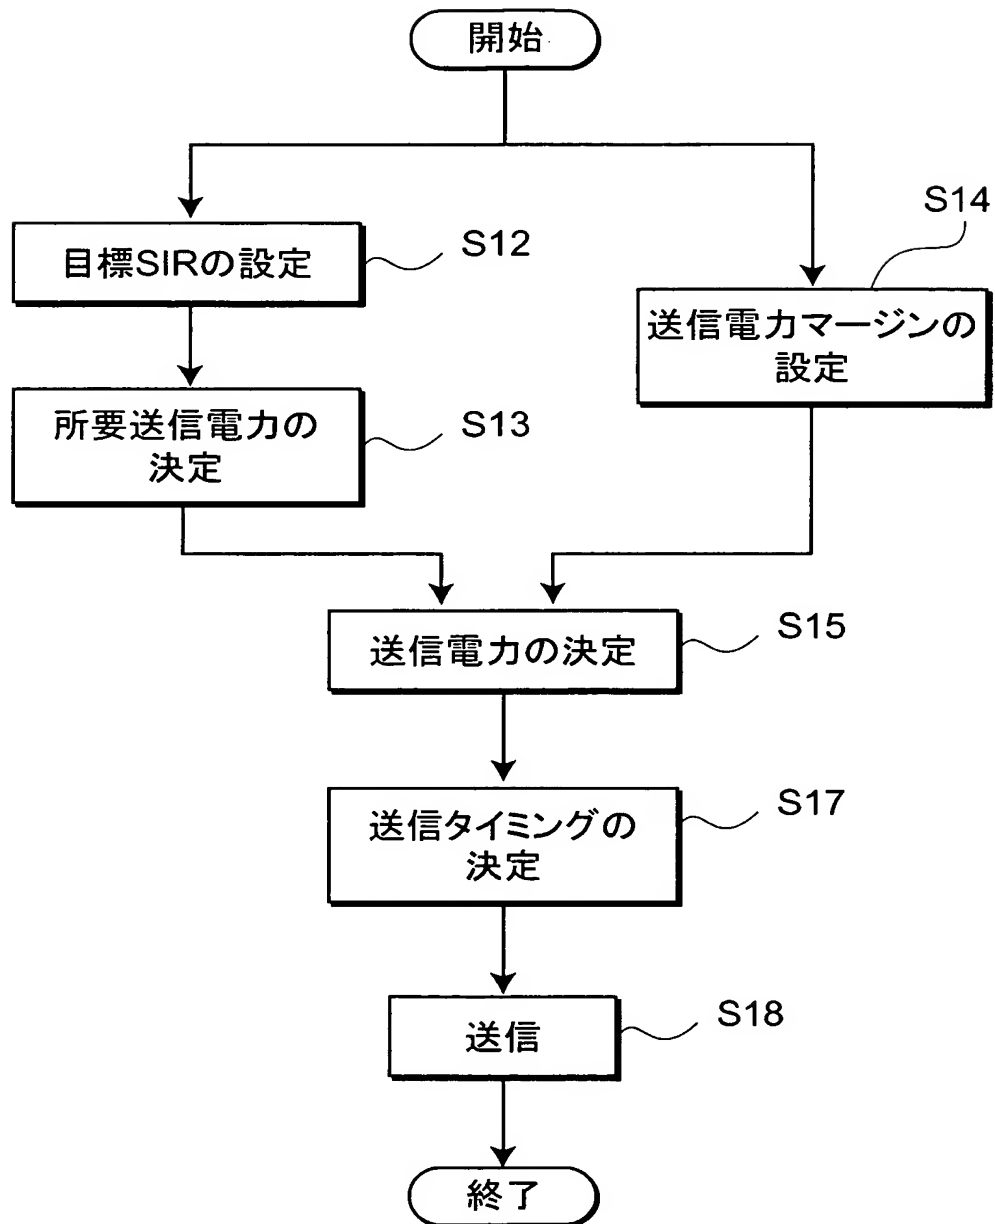 開始
S14
目標SIRの設定
S12
送信電力マージンの
設定
所要送信電力の
決定
S13
送信電力の決定
S15
送信タイミングの
決定
S17
送信
S18
終了